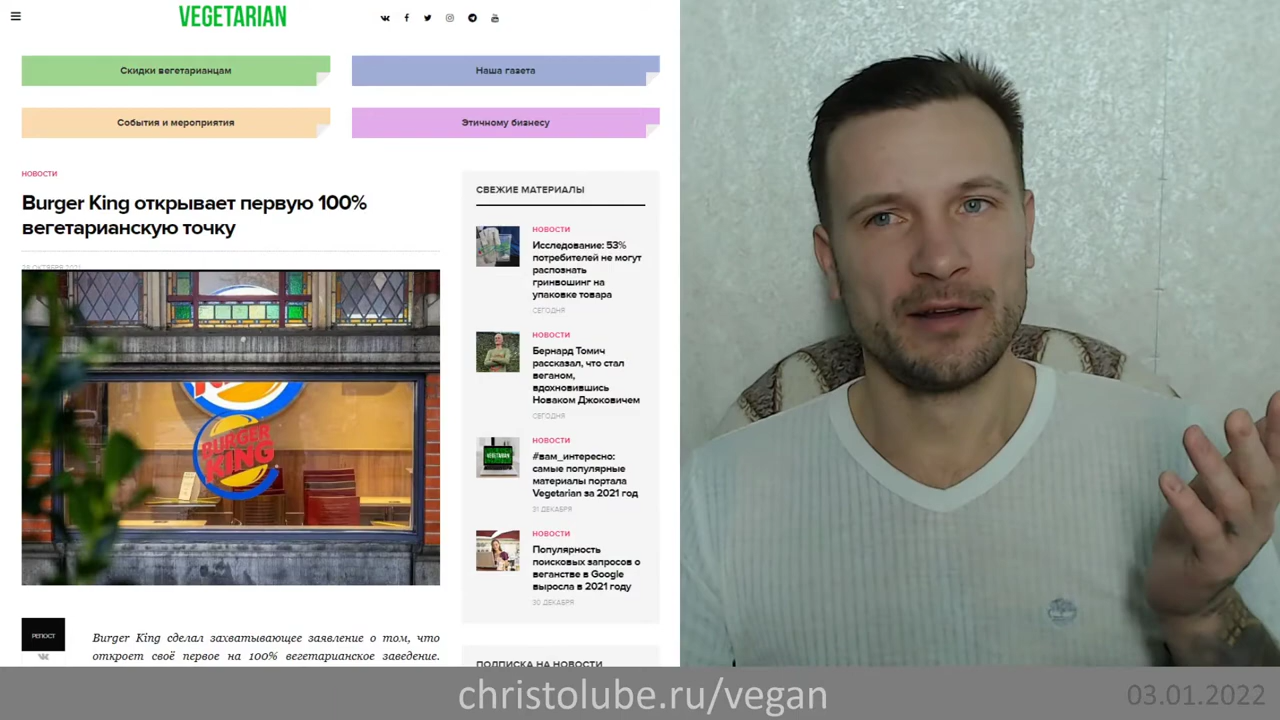 VEGETARIAN
Скидки вегетарианцам
Наша газета
События и мероприятия
Этичному бизнесу
НОВОСТИ
Burger King открывает первую 100%
вегетарианскую точку
28 ОКТЯБРЯ 2021
BURGER
KING
РЕПОСТ
Burger King сделал захватывающее заявление о том, что
откроет своё первое на 100% вегетарианское заведение.
СВЕЖИЕ МАТЕРИАЛЫ
НОВОСТИ
Исследование: 53%
потребителей не могут
распознать
гринвошинг на
упаковке товара
СЕГОДНЯ
НОВОСТИ
Бернард Томич
рассказал, что стал
веганом,
вдохновившись
Новаком Джоковичем
СЕГОДНЯ
VEGETARIAN
НОВОСТИ
#вам_интересно:
самые популярные
материалы портала
Vegetarian за 2021 год
31 ДЕКАБРЯ
НОВОСТИ
Популярность
поисковых запросов о
веганстве в Google
выросла в 2021 году
30 ДЕКАБРЯ
ПОДПИСКА НА НОВОСТИ
christolube.ru/vegan
03.01.2022